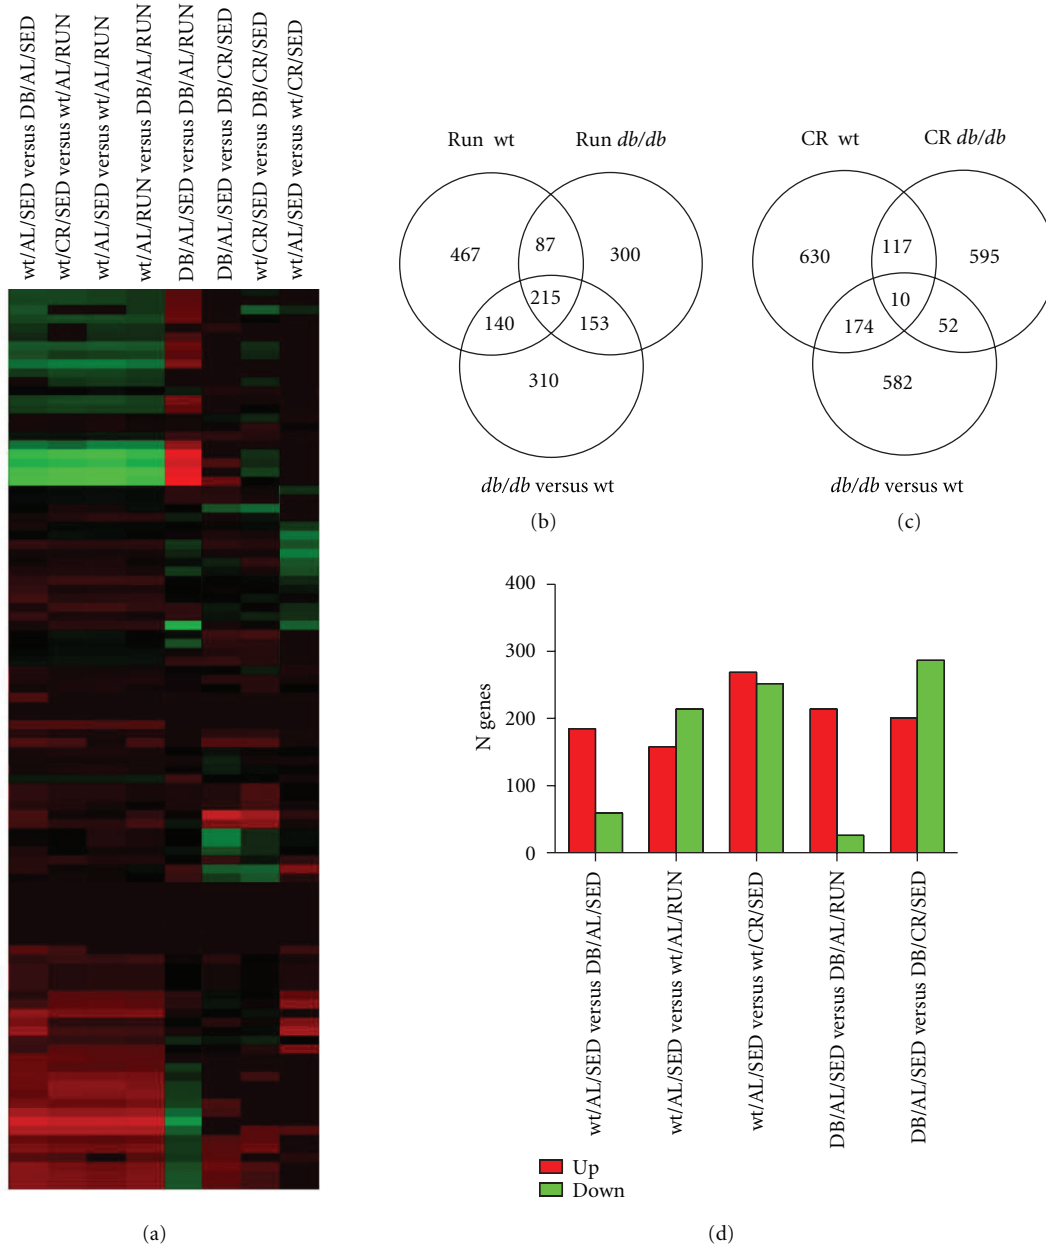 wt/AL/SED versus DB/AL/SED
wt/CR/SED versus wt/AL/RUN
wt/AL/SED versus wt/AL/RUN
wt/AL/RUN versus DB/AL/RUN
DB/AL/SED versus DB/AL/RUN
DB/AL/SED versus DB/CR/SED
wt/CR/SED versus DB/CR/SED
wt/AL/SED versus wt/CR/SED
(a)
Run wt
Run db/db
467
87
300
215
140
153
310
db/db versus wt
(b)
CR wt
CR db/db
630
117
595
10
174
52
582
db/db versus wt
(c)
N genes
400
300
200
100
0
wt/AL/SED versus DB/AL/SED
wt/AL/SED versus wt/AL/RUN
wt/AL/SED versus wt/CR/SED
DB/AL/SED versus DB/AL/RUN
DB/AL/SED versus DB/CR/SED
Up
Down
(d)